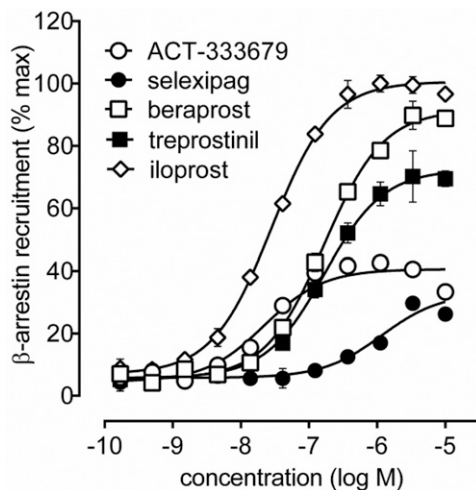 120
100
80
60
40
20
0
β-arrestin recruitment (% max)
ACT-333679
selexipag
beraprost
treprostinil
iloprost
-10 -9 -8 -7 -6 -5
concentration (log M)